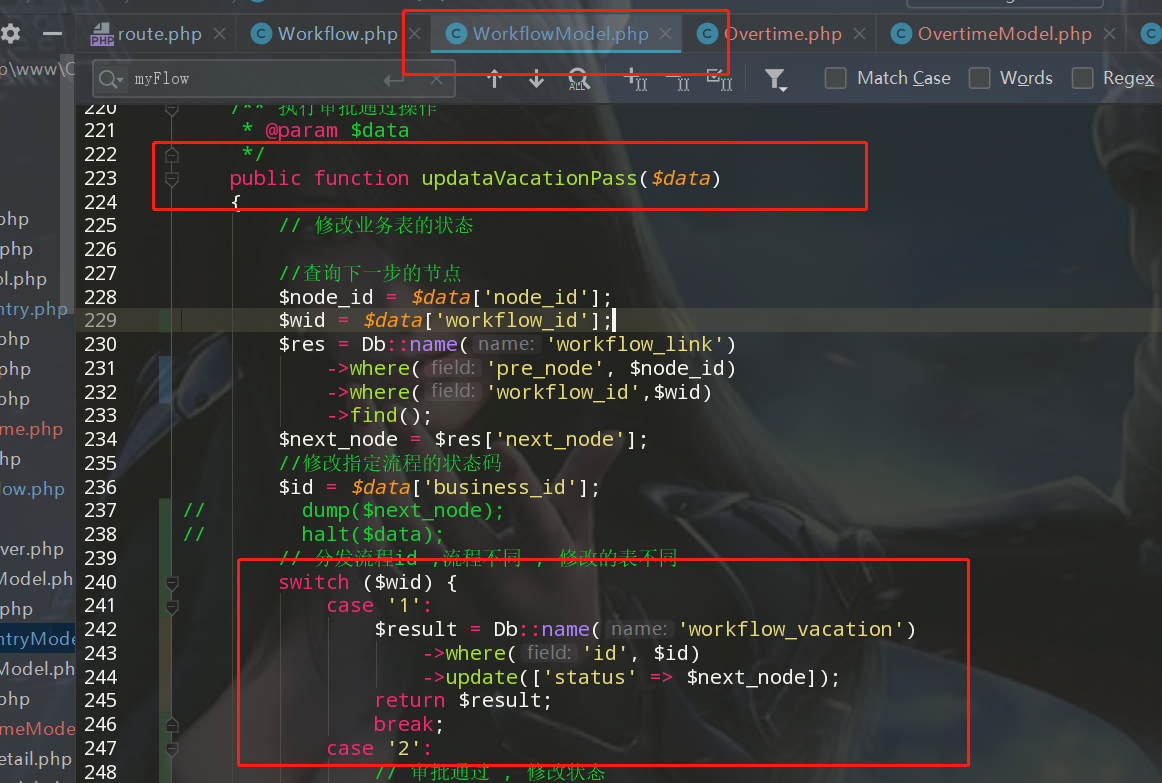 route.php
Workflow.php
WorkflowModel.php
Overtime.php
OvertimeModel.php
p\www\C
myFlow
ALL
Match Case
Words
Regex
220 /** 执行审批通过操作
221 * @param $data
222 */
223 public function updataVacationPass($data)
224 {
225 // 修改业务表的状态
226
227 //查询下一步的节点
228 $node_id = $data['node_id'];
229 $wid = $data['workflow_id'];
230 $res = Db::name( name: 'workflow_link')
231 ->where( field: 'pre_node', $node_id)
232 ->where( field: 'workflow_id',$wid)
233 ->find();
234 $next_node = $res['next_node'];
235 //修改指定流程的状态码
236 $id = $data['business_id'];
237 // dump($next_node);
238 // halt($data);
239 // 分发流程id ,流程不同 , 修改的表不同
240 switch ($wid) {
241 case '1':
242 $result = Db::name( name: 'workflow_vacation')
243 ->where( field: 'id', $id)
244 ->update(['status' => $next_node]);
245 return $result;
246 break;
247 case '2':
248 // 审批通过 , 修改状态
php
php
ol.php
ntry.php
php
php
php
me.php
hp
low.php
ver.php
Model.ph
php
ntryMode
Model.ph
php
meMode
etail.php